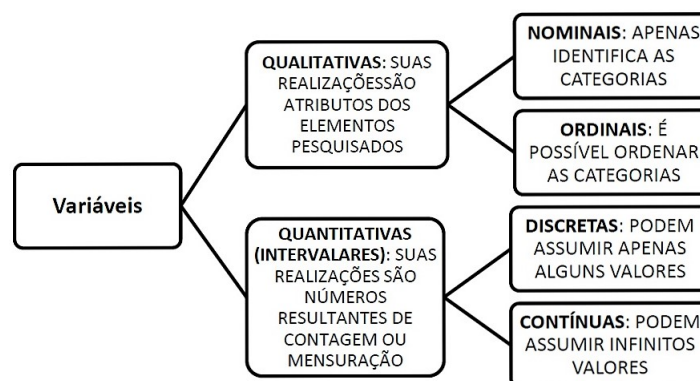 Variáveis
QUALITATIVAS: SUAS
REALIZAÇÕESSÃO
ATRIBUTOS DOS
ELEMENTOS
PESQUISADOS
NOMINAIS: APENAS
IDENTIFICA AS
CATEGORIAS
ORDINAIS: É
POSSÍVEL ORDENAR
AS CATEGORIAS
QUANTITATIVAS
(INTERVALARES): SUAS
REALIZAÇÕES SÃO
NÚMEROS
RESULTANTES DE
CONTAGEM OU
MENSURAÇÃO
DISCRETAS: PODEM
ASSUMIR APENAS
ALGUNS VALORES
CONTÍNUAS: PODEM
ASSUMIR INFINITOS
VALORES